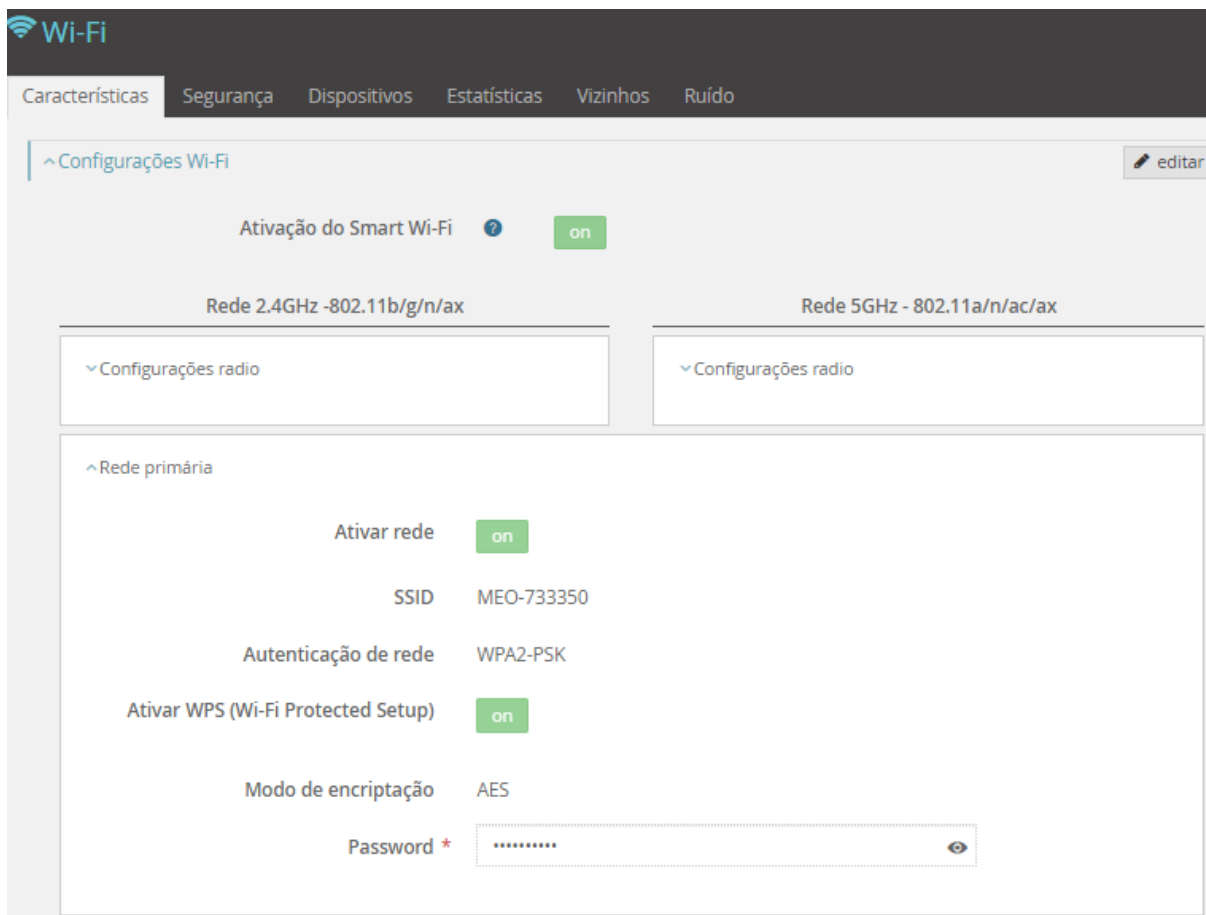 Wi-Fi
Características Segurança Dispositivos Estatísticas Vizinhos Ruído
Configurações Wi-Fi editar
Ativação do Smart Wi-Fi ? on
Rede 2.4GHz -802.11b/g/n/ax Rede 5GHz - 802.11a/n/ac/ax
Configurações radio Configurações radio
Rede primária
Ativar rede on
SSID MEO-733350
Autenticação de rede WPA2-PSK
Ativar WPS (Wi-Fi Protected Setup) on
Modo de encriptação AES
Password * ••••••••••